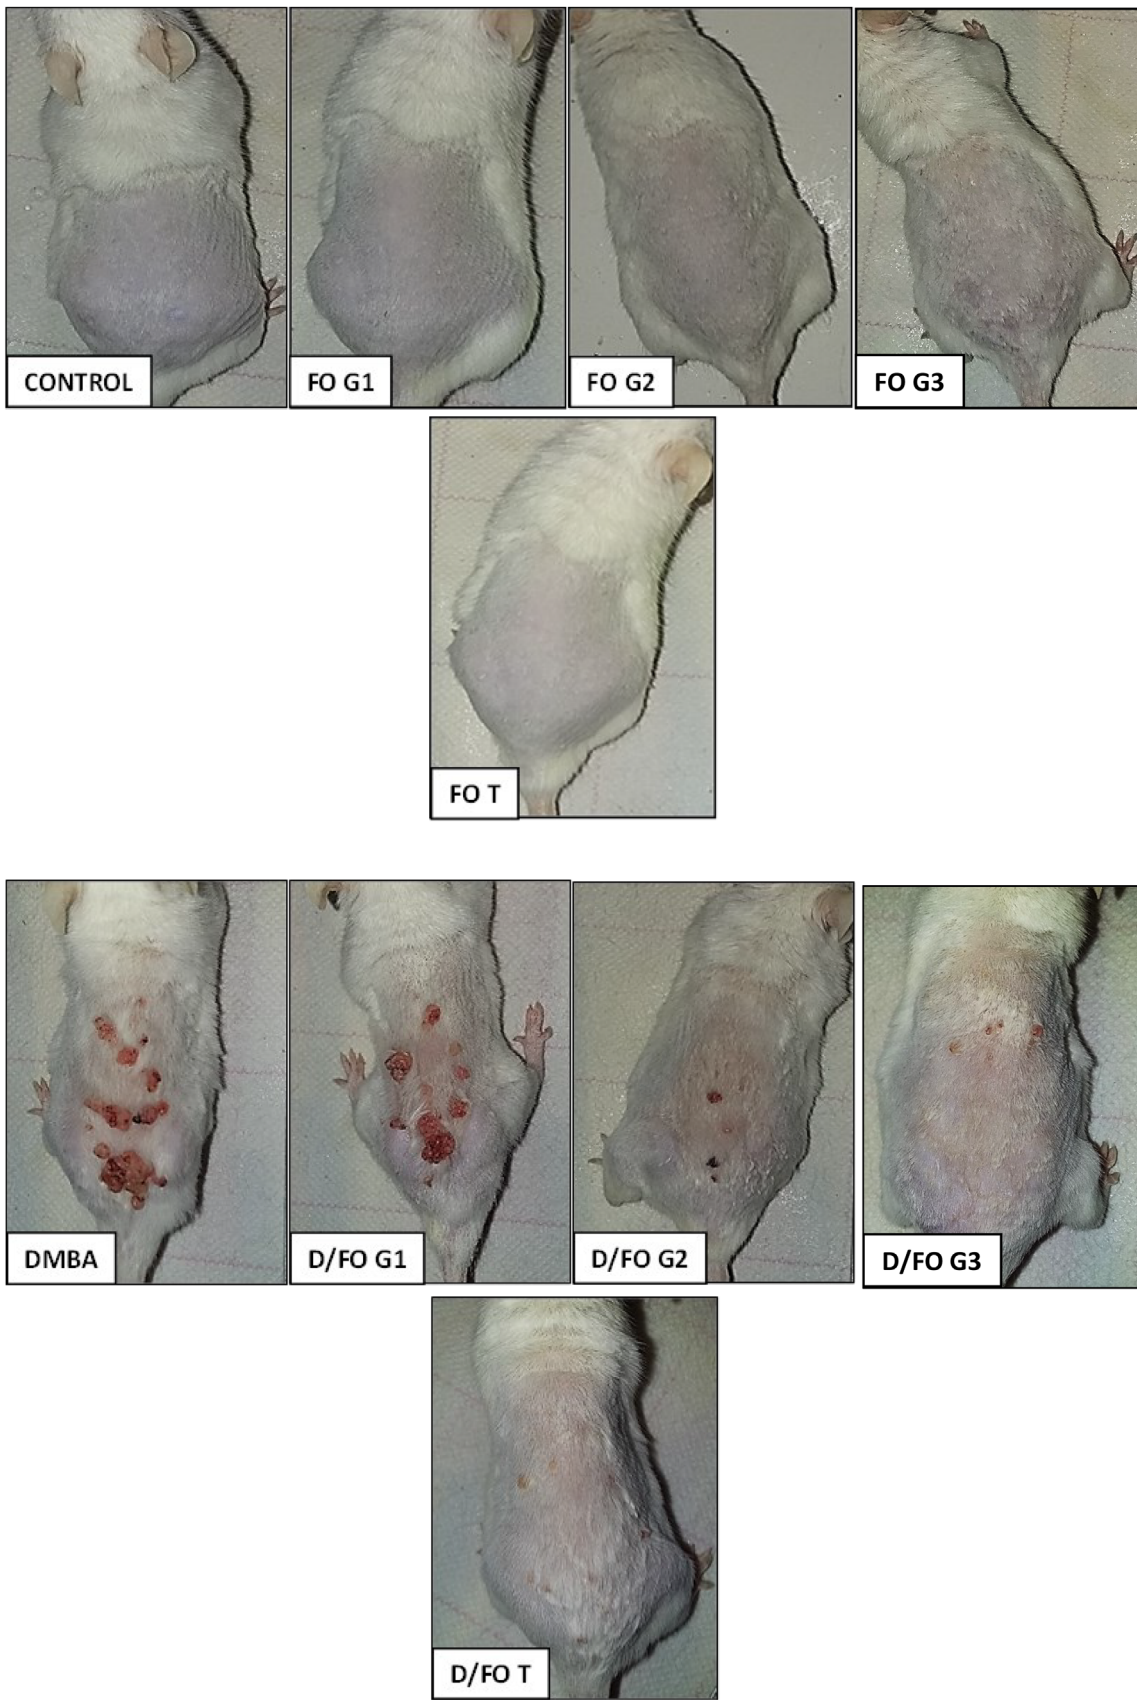 CONTROL
FO G1
FO G2
FO G3
FO T
DMBA
D/FO G1
D/FO G2
D/FO G3
D/FO T